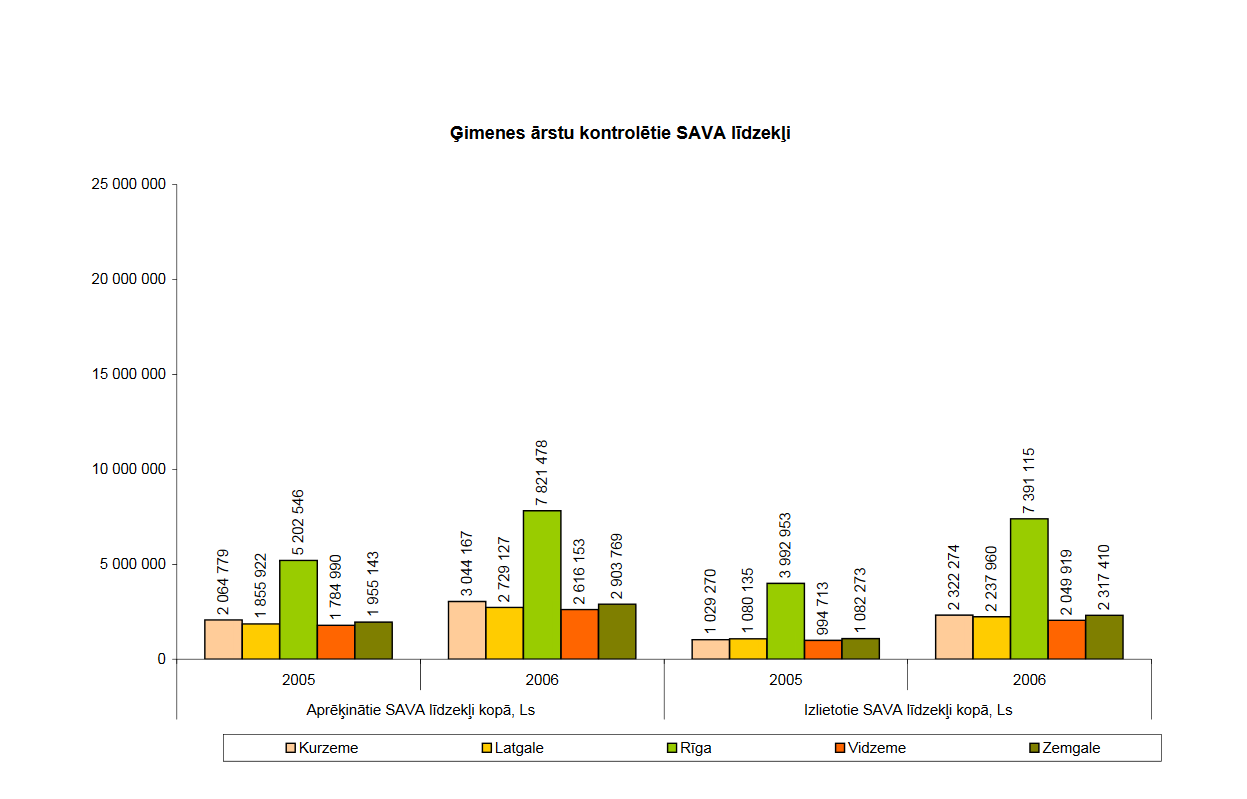 Ģimenes ārstu kontrolētie SAVA līdzekļi
25 000 000
20 000 000
15 000 000
10 000 000
5 000 000
0
2 064 779
1 855 922
5 202 546
1 784 990
1 955 143
3 044 167
2 729 127
7 821 478
2 616 153
2 903 769
1 029 270
1 080 135
3 992 953
994 713
1 082 273
2 322 274
2 237 960
7 391 115
2 049 919
2 317 410
2005 2006 2005 2006
Aprēķinātie SAVA līdzekļi kopā, Ls Izlietotie SAVA līdzekļi kopā, Ls
Kurzeme Latgale Rīga Vidzeme Zemgale